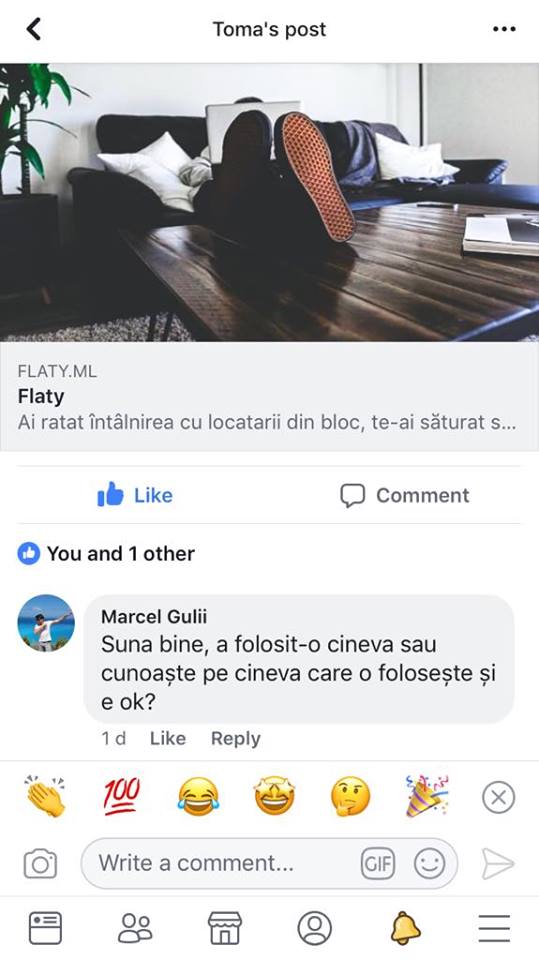 Toma's post
FLATY.ML
Flaty
Ai ratat întâlnirea cu locatarii din bloc, te-ai săturat s...
Like
Comment
You and 1 other
Marcel Gulii
Suna bine, a folosit-o cineva sau
cunoaște pe cineva care o folosește și
e ok?
1 d Like Reply
100
Write a comment... GIF